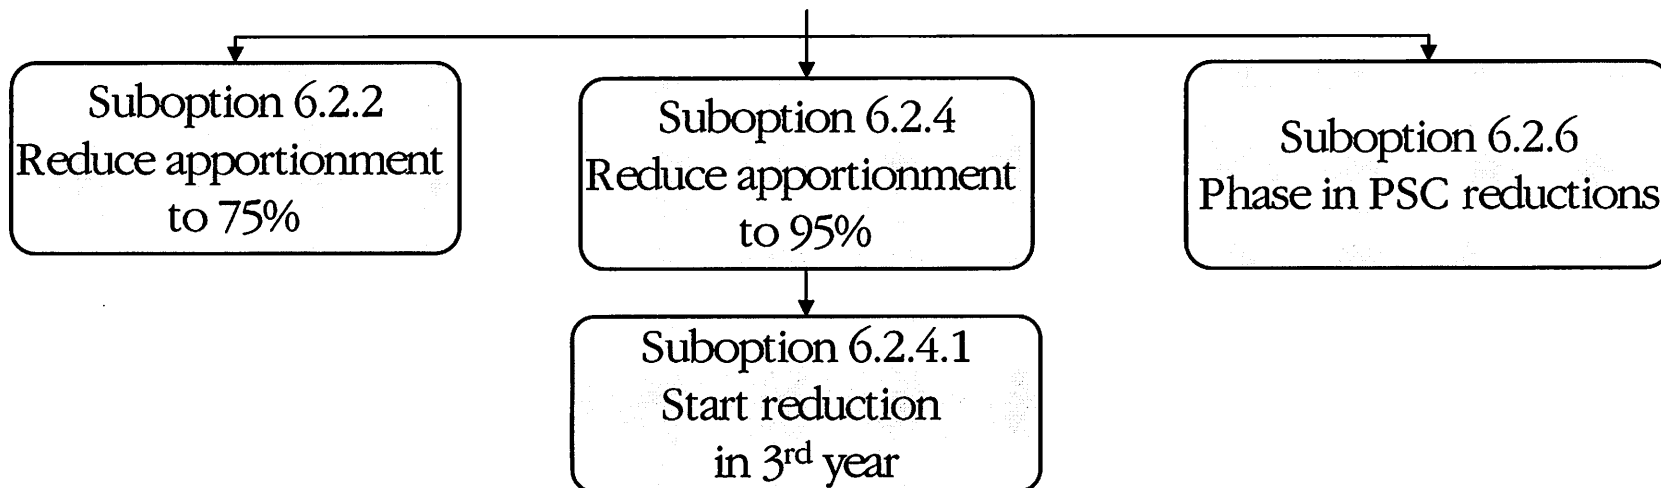 Suboption 6.2.2
Reduce apportionment
to 75%
Suboption 6.2.4
Reduce apportionment
to 95%
Suboption 6.2.6
Phase in PSC reductions
Suboption 6.2.4.1
Start reduction
in 3rd year